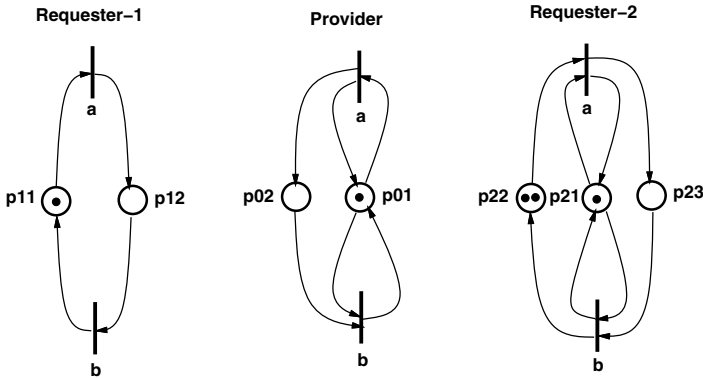 Requester-1
Provider
Requester-2
a
a
a
p11
p12
p02
p01
p22
p21
p23
b
b
b